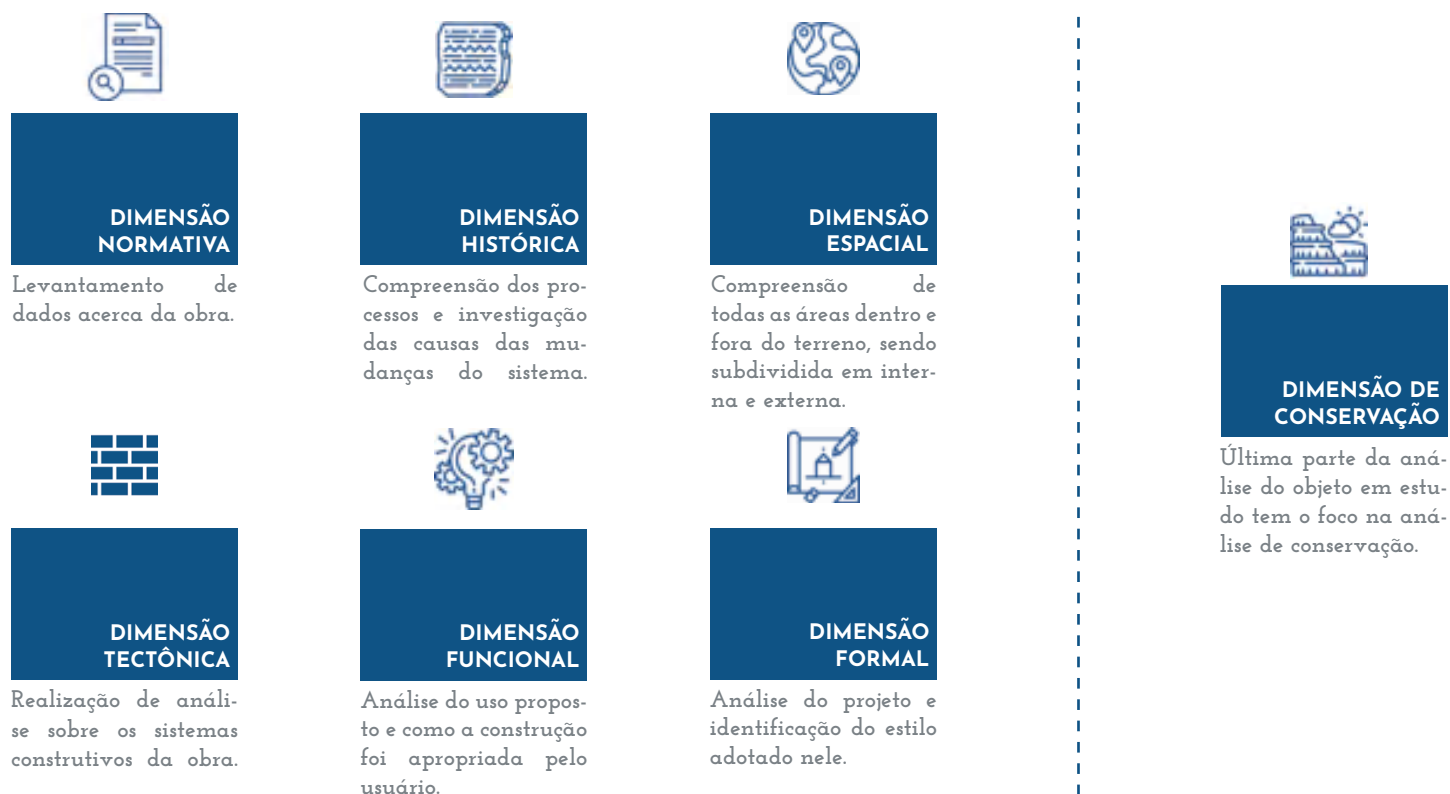 DIMENSÃO
NORMATIVA
Levantamento de
dados acerca da obra.
DIMENSÃO
HISTÓRICA
Compreensão dos pro-
cessos e investigação
das causas das mu-
danças do sistema.
DIMENSÃO
ESPACIAL
Compreensão de
todas as áreas dentro e
fora do terreno, sendo
subdividida em inter-
na e externa.
DIMENSÃO
TECTÔNICA
Realização de análi-
se sobre os sistemas
construtivos da obra.
DIMENSÃO
FUNCIONAL
Análise do uso propos-
to e como a construção
foi apropriada pelo
usuário.
DIMENSÃO
FORMAL
Análise do projeto e
identificação do estilo
adotado nele.
DIMENSÃO DE
CONSERVAÇÃO
Última parte da aná-
lise do objeto em estu-
do tem o foco na aná-
lise de conservação.